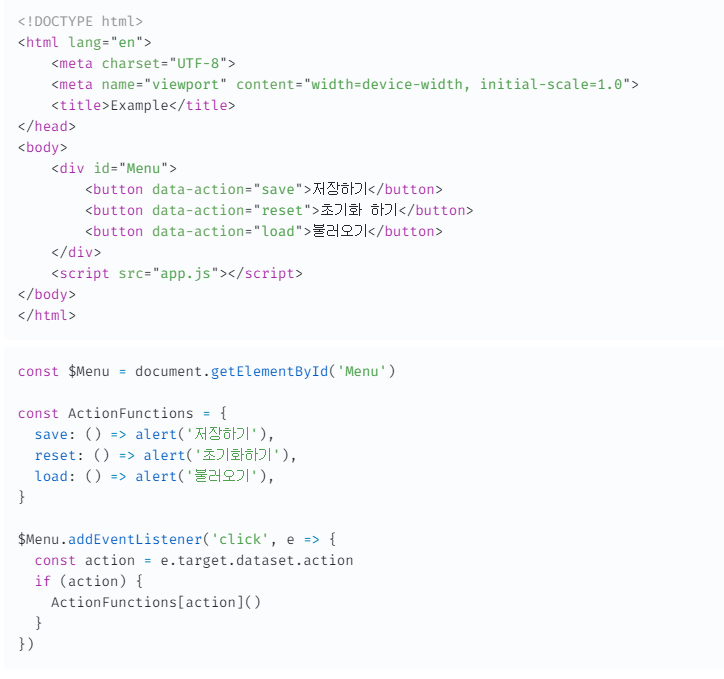 <!DOCTYPE html>
<html lang="en">
    <meta charset="UTF-8">
    <meta name="viewport" content="width=device-width, initial-scale=1.0">
    <title>Example</title>
</head>
<body>
    <div id="Menu">
        <button data-action="save">저장하기</button>
        <button data-action="reset">초기화 하기</button>
        <button data-action="load">불러오기</button>
    </div>
    <script src="app.js"></script>
</body>
</html>
const $Menu = document.getElementById('Menu')
const ActionFunctions = {
  save: () => alert('저장하기'),
  reset: () => alert('초기화하기'),
  load: () => alert('불러오기'),
}
$Menu.addEventListener('click', e => {
  const action = e.target.dataset.action
  if (action) {
    ActionFunctions[action]()
  }
})